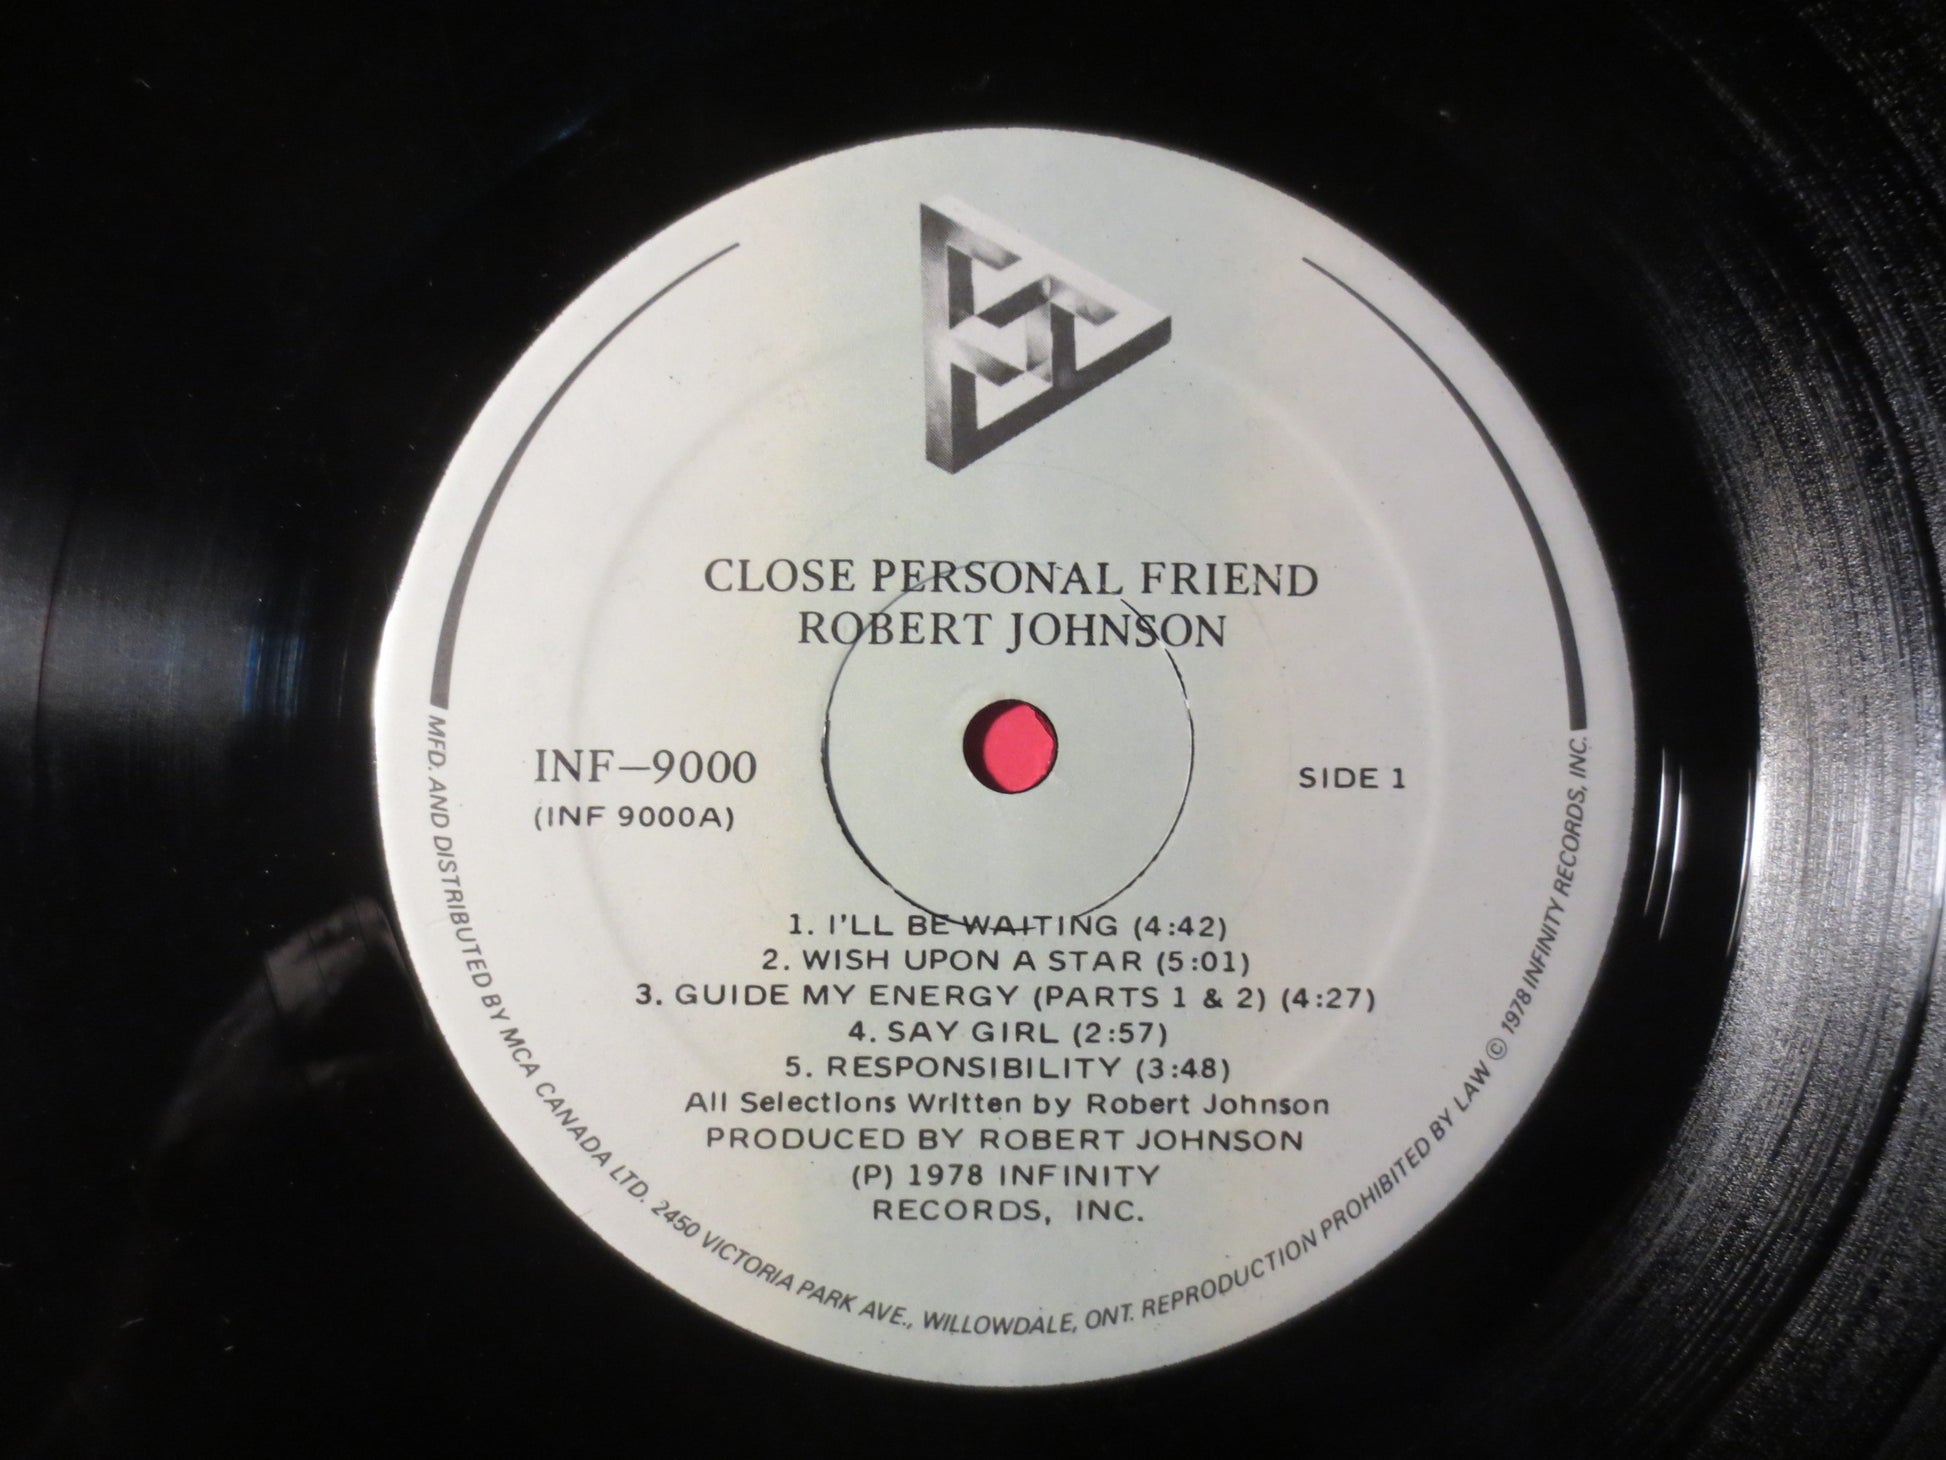 CLOSE PERSONAL FRIEND
ROBERT JOHNSON
INF–9000
(INF 9000A)
SIDE 1
1. I'LL BE WAITING (4:42)
2. WISH UPON A STAR (5:01)
3. GUIDE MY ENERGY (PARTS 1 & 2) (4:27)
4. SAY GIRL (2:57)
5. RESPONSIBILITY (3:48)
All Selections Written by Robert Johnson
PRODUCED BY ROBERT JOHNSON
(P) 1978 INFINITY
RECORDS, INC.
MFD. AND DISTRIBUTED BY MCA CANADA LTD. 2450 VICTORIA PARK AVE., WILLOWDALE, ONT. REPRODUCTION PROHIBITED BY LAW © 1978 INFINITY RECORDS, INC.